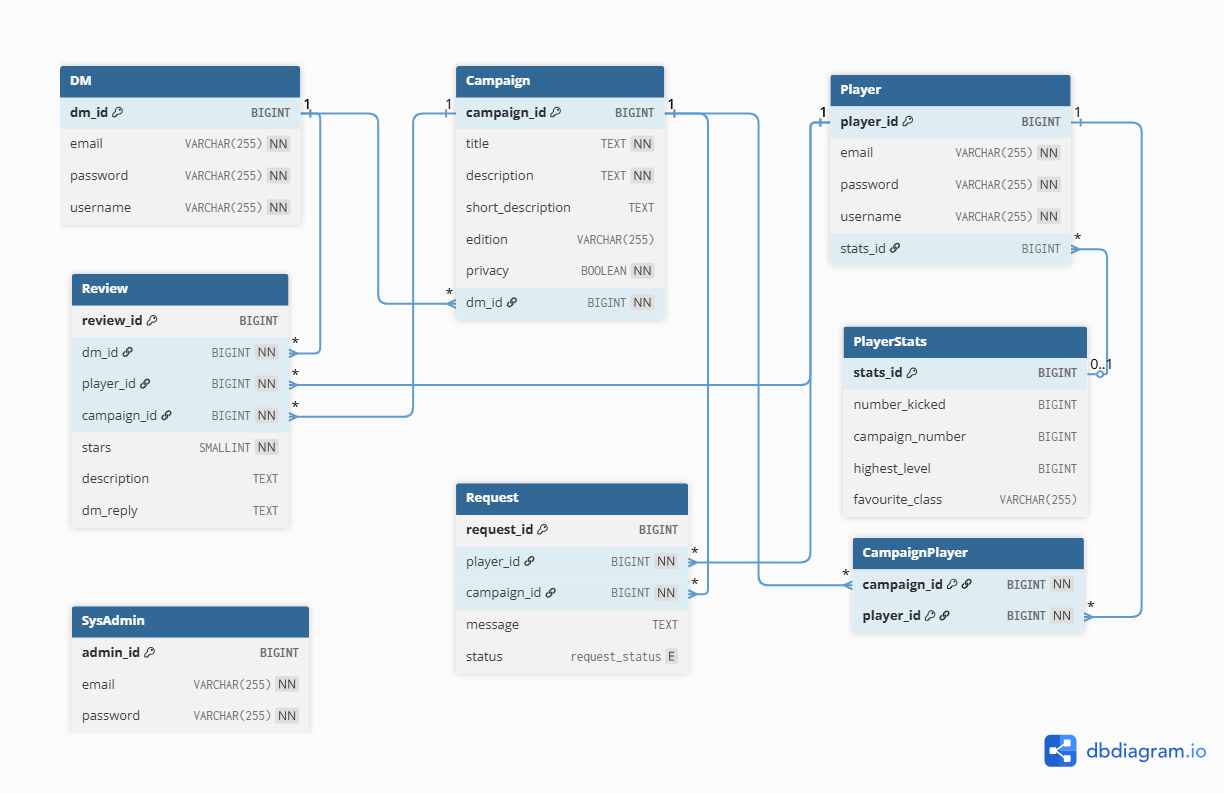 DM
dm_id BIGINT
email VARCHAR(255) NN
password VARCHAR(255) NN
username VARCHAR(255) NN
1
Review
review_id BIGINT
dm_id BIGINT NN
player_id BIGINT NN
campaign_id BIGINT NN
stars SMALLINT NN
description TEXT
dm_reply TEXT
*
*
*
SysAdmin
admin_id BIGINT
email VARCHAR(255) NN
password VARCHAR(255) NN
1
Campaign
campaign_id BIGINT
title TEXT NN
description TEXT NN
short_description TEXT
edition VARCHAR(255)
privacy BOOLEAN NN
dm_id BIGINT NN
*
1
Request
request_id BIGINT
player_id BIGINT NN
campaign_id BIGINT NN
message TEXT
status request_status E
*
*
1
Player
player_id BIGINT
email VARCHAR(255) NN
password VARCHAR(255) NN
username VARCHAR(255) NN
stats_id BIGINT
1
*
PlayerStats
stats_id BIGINT
number_kicked BIGINT
campaign_number BIGINT
highest_level BIGINT
favourite_class VARCHAR(255)
0..1
CampaignPlayer
campaign_id BIGINT NN
player_id BIGINT NN
*
*
dbdiagram.io